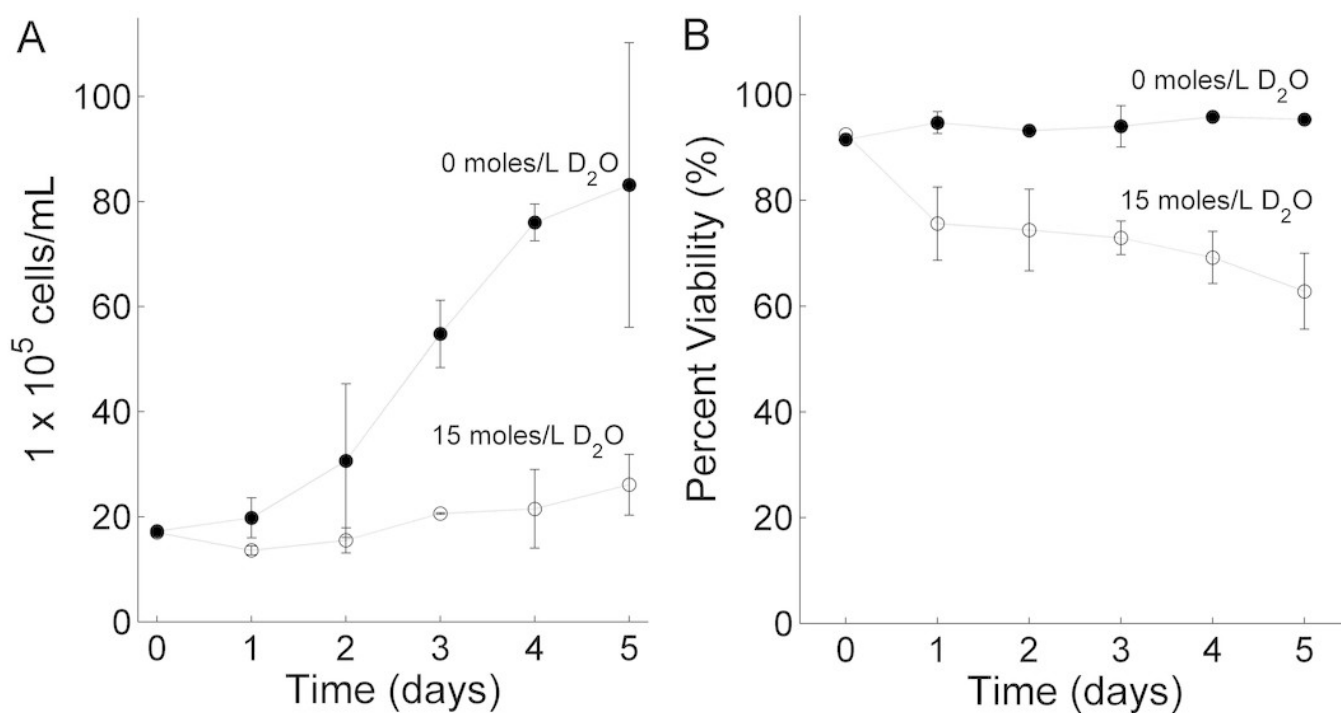 A
1 x 10⁵ cells/mL
100
80
60
40
20
0
0 moles/L D₂O
15 moles/L D₂O
0 1 2 3 4 5
Time (days)
B
Percent Viability (%)
100
80
60
40
20
0
0 moles/L D₂O
15 moles/L D₂O
0 1 2 3 4 5
Time (days)